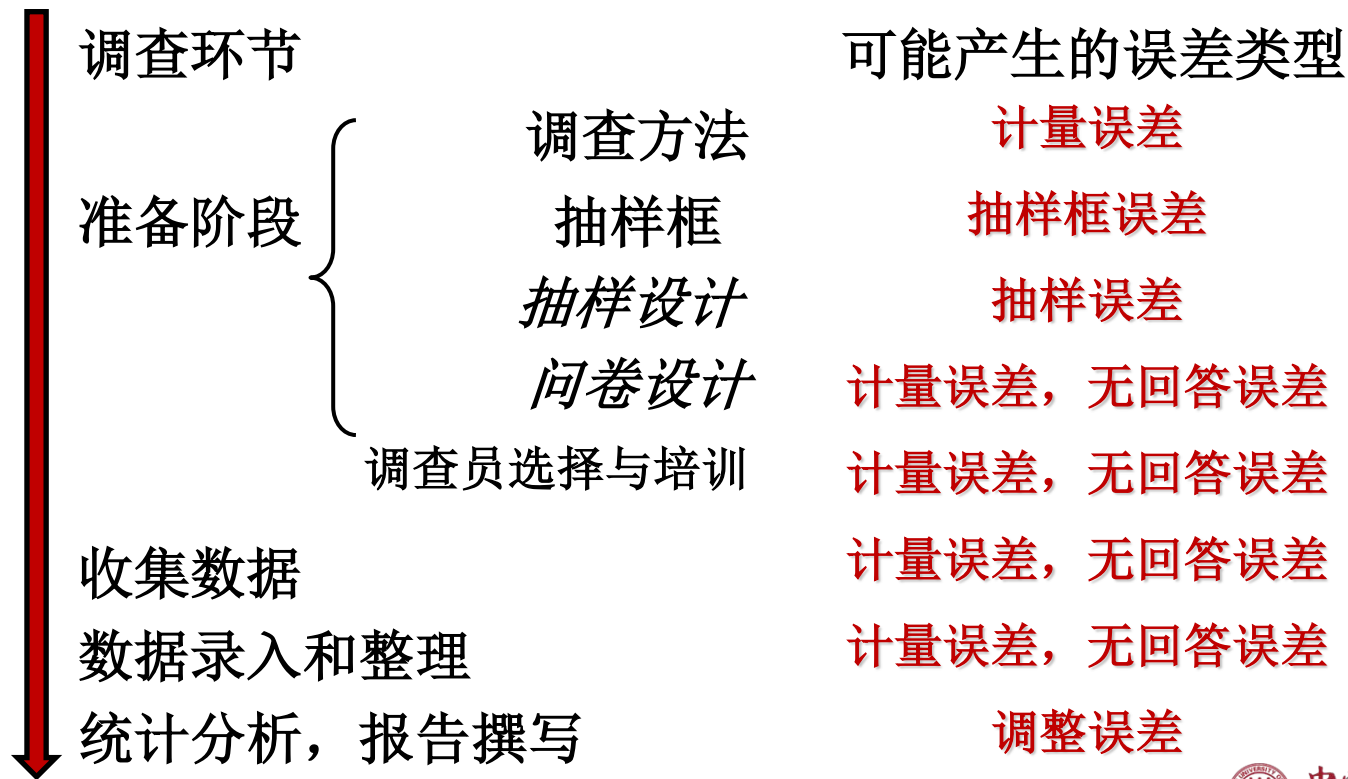 调查环节 可能产生的误差类型
调查方法 计量误差
准备阶段 抽样框 抽样框误差
抽样设计 抽样误差
问卷设计 计量误差，无回答误差
调查员选择与培训 计量误差，无回答误差
收集数据 计量误差，无回答误差
数据录入和整理 计量误差，无回答误差
统计分析，报告撰写 调整误差